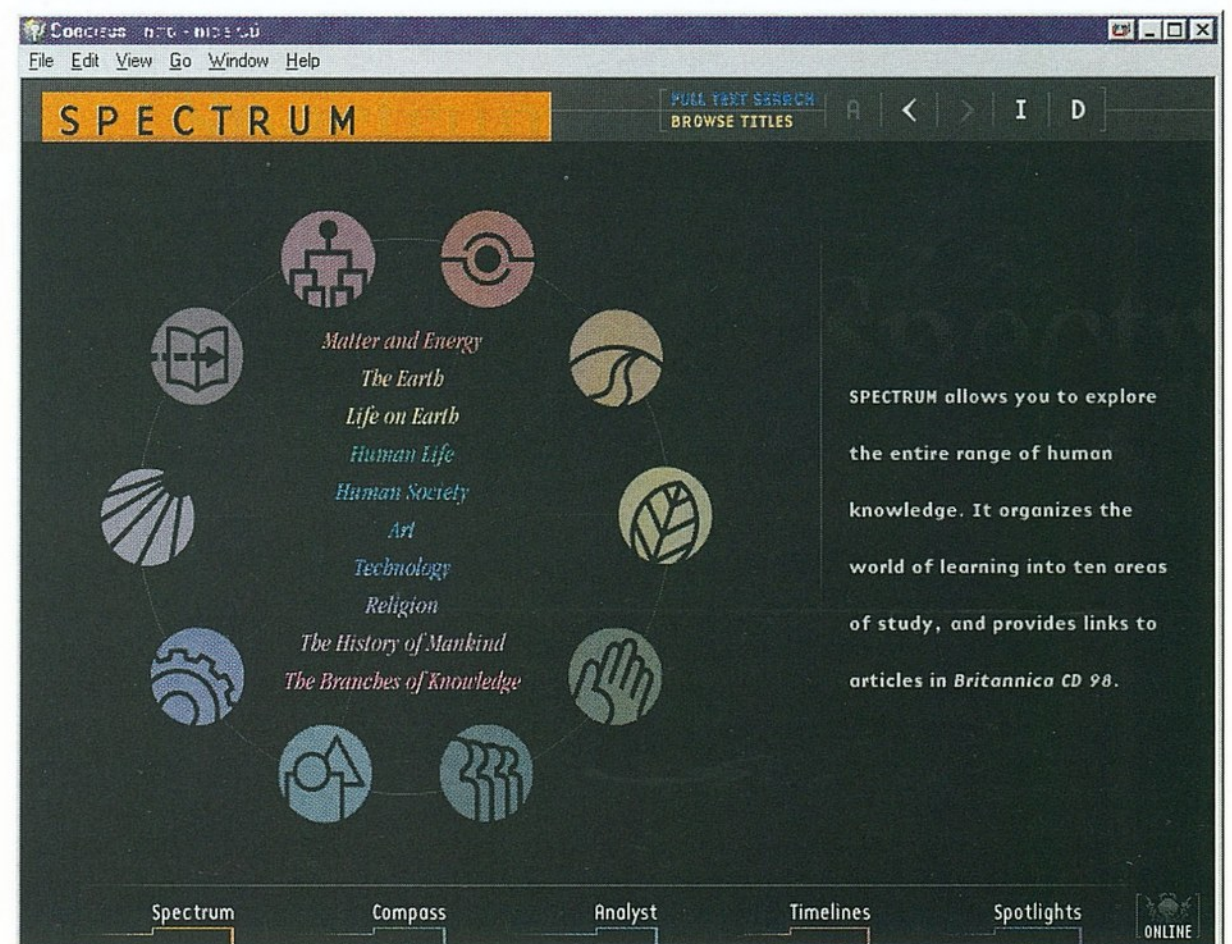 File Edit View Go Window Help
SPECTRUM
FULL TEXT SEARCH
BROWSE TITLES
A < > I D
Matter and Energy
The Earth
Life on Earth
Human Life
Human Society
Art
Technology
Religion
The History of Mankind
The Branches of Knowledge
SPECTRUM allows you to explore
the entire range of human
knowledge. It organizes the
world of learning into ten areas
of study, and provides links to
articles in Britannica CD 98.
Spectrum Compass Analyst Timelines Spotlights
ONLINE